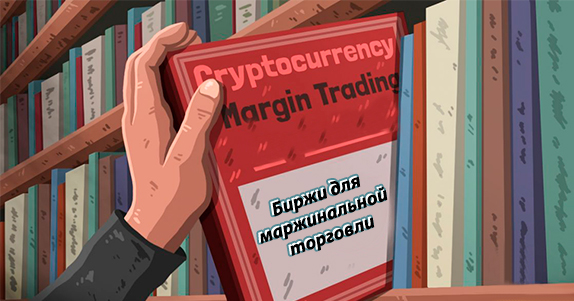 Cryptocurrency
Margin Trading
Биржи для
маржинальной
торговли